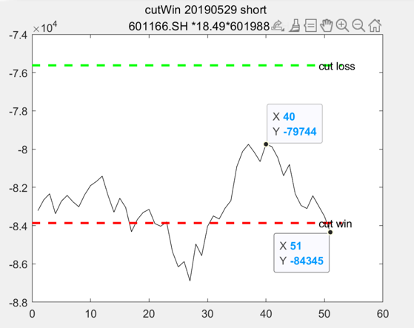 cutWin 20190529 short
601166.SH *18.49*601988
×10⁴
-7.4
-7.6
cut loss
X 40
Y -79744
-7.8
-8
-8.2
-8.4
cut win
X 51
Y -84345
-8.6
-8.8
0
10
20
30
40
50
60